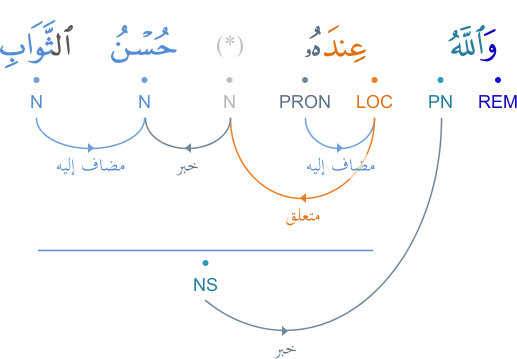 وَٱللَّهُ عِندَهُۥ (*) حُسْنُ ٱلثَّوَابِ
REM PN LOC PRON N N N
مضاف إليه خبر مضاف إليه
متعلق
NS
خبر